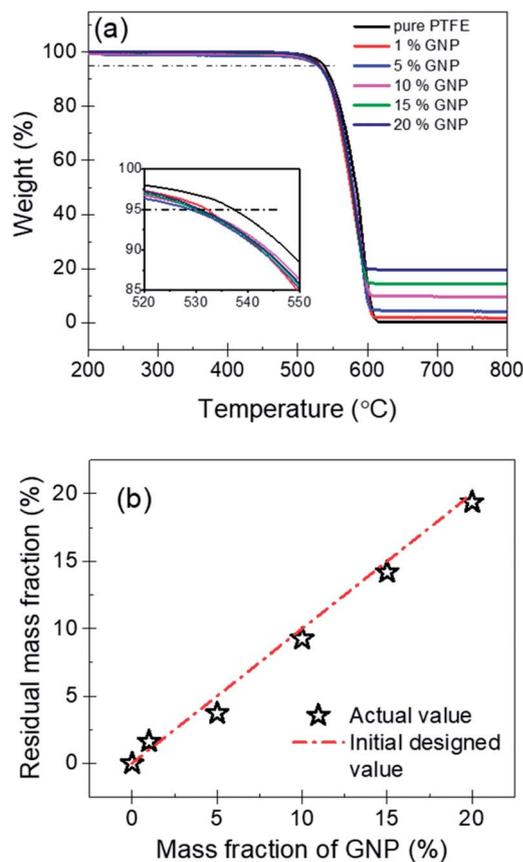 (a)
pure PTFE
1 % GNP
5 % GNP
10 % GNP
15 % GNP
20 % GNP
Weight (%)
100
80
60
40
20
0
100
95
90
85
520 530 540 550
200 300 400 500 600 700 800
Temperature (°C)
(b)
Residual mass fraction (%)
20
15
10
5
0
Actual value
Initial designed
value
0 5 10 15 20
Mass fraction of GNP (%)